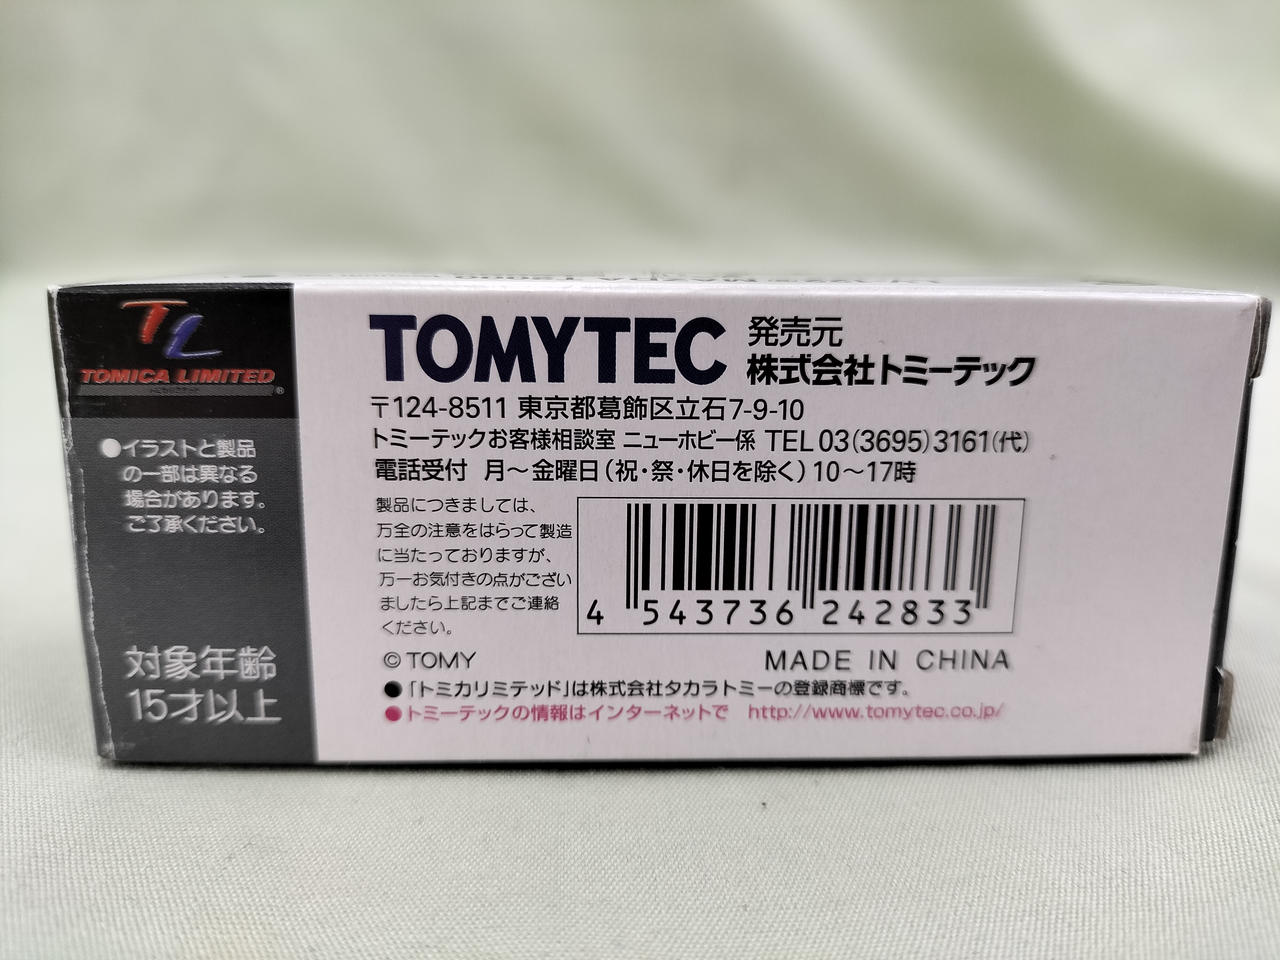 TL
TOMICA LIMITED
®
●イラストと製品
の一部は異なる
場合があります。
ご了承ください。
対象年齢
15才以上
TOMYTEC
発売元
株式会社トミーテック
〒124-8511 東京都葛飾区立石7-9-10
トミーテックお客様相談室 ニューホビー係 TEL 03(3695)3161(代)
電話受付 月〜金曜日(祝・祭・休日を除く)10〜17時
製品につきましては、
万全の注意をはらって製造
に当たっておりますが、
万一お気付きの点がござい
ましたら上記までご連絡
ください。
4 543736 242833
© TOMY
MADE IN CHINA
●「トミカリミテッド」は株式会社タカラトミーの登録商標です。
●トミーテックの情報はインターネットで http://www.tomytec.co.jp/